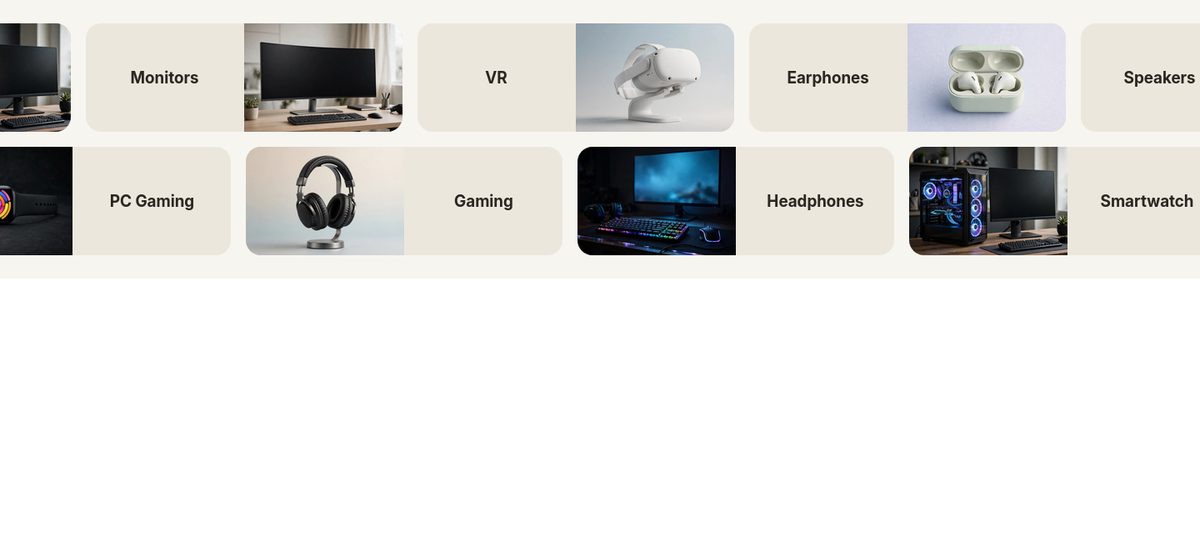 Monitors
VR
Earphones
Speakers
PC Gaming
Gaming
Headphones
Smartwatch